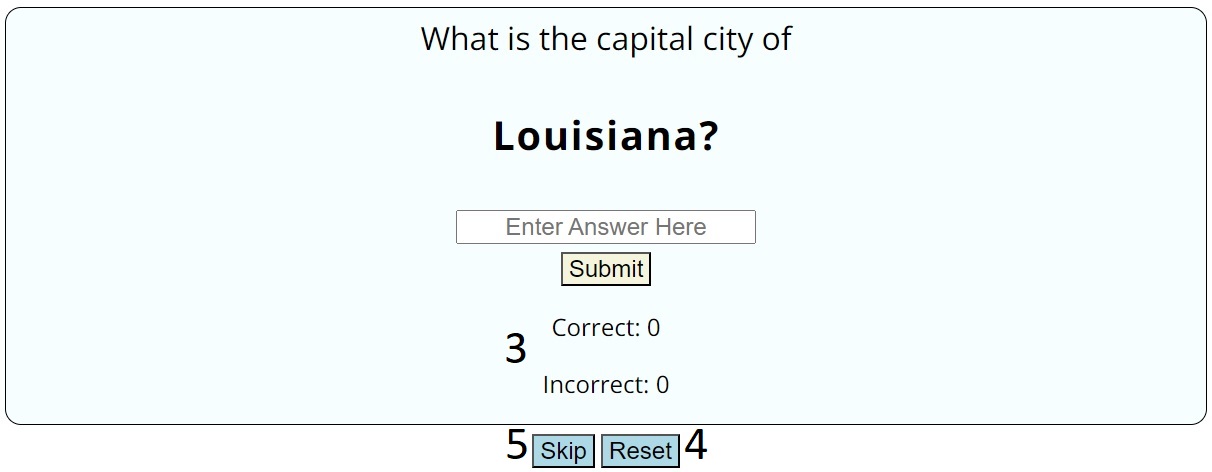 What is the capital city of
Louisiana?
Enter Answer Here
Submit
Correct: 0
3
Incorrect: 0
5 Skip Reset 4